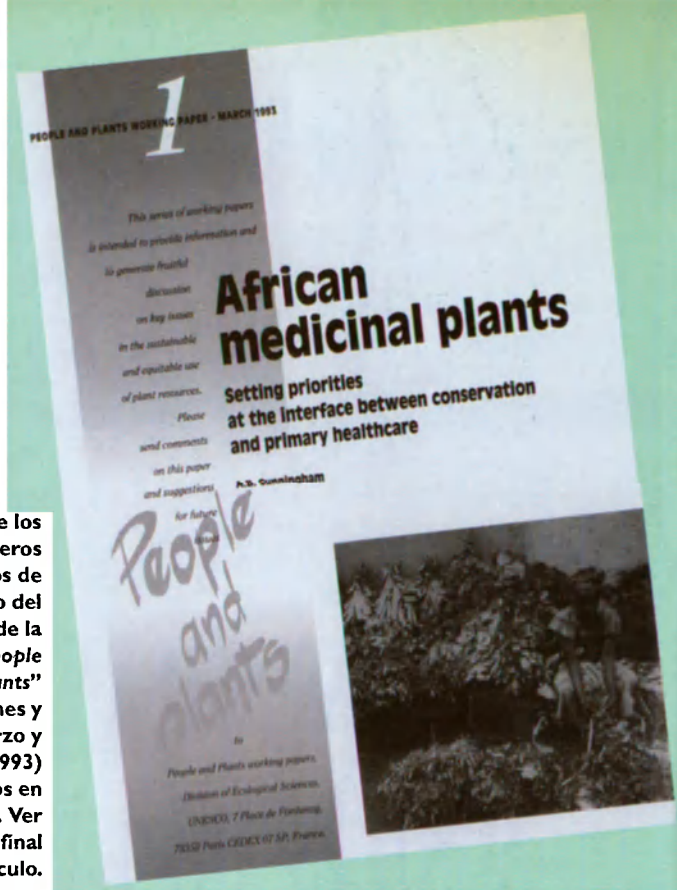 PEOPLE AND PLANTS WORKING PAPER - MARCH 1993
1
This series of working papers
is intended to provide information and
to generate fruitful
discussion
on key issues
in the sustainable
and equitable use
of plant resources.
Please
send comments
on this paper
and suggestions
for future
issues
African
medicinal plants
Setting priorities
at the interface between conservation
and primary healthcare
A.B. Cunningham
People
and
plants
to
People and Plants working papers,
Division of Ecological Sciences,
UNESCO, 7 Place de Fontenoy,
75352 Paris CEDEX 07 SP, France.
e los
eros
os de
o del
de la
ople
nts"
nes y
rzo y
993)
os en
. Ver
final
culo.